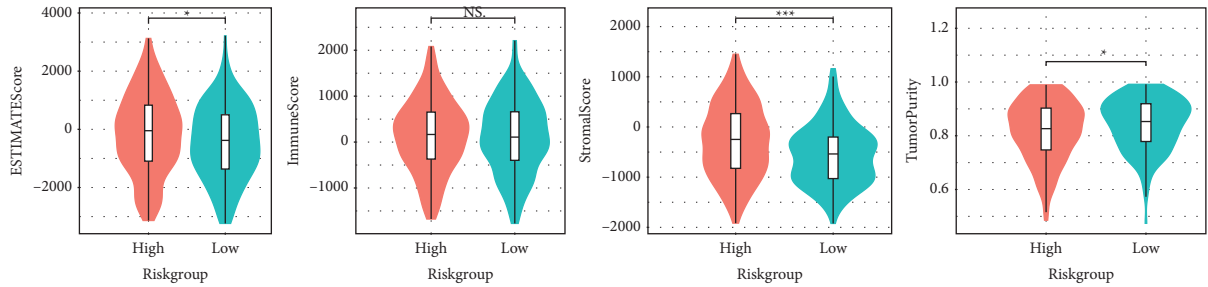 ESTIMATEScore
4000
2000
0
−2000
*
High
Low
Riskgroup
ImmuneScore
2000
1000
0
−1000
NS.
High
Low
Riskgroup
StromalScore
2000
1000
0
−1000
−2000
***
High
Low
Riskgroup
TumorPurity
1.2
1.0
0.8
0.6
*
High
Low
Riskgroup